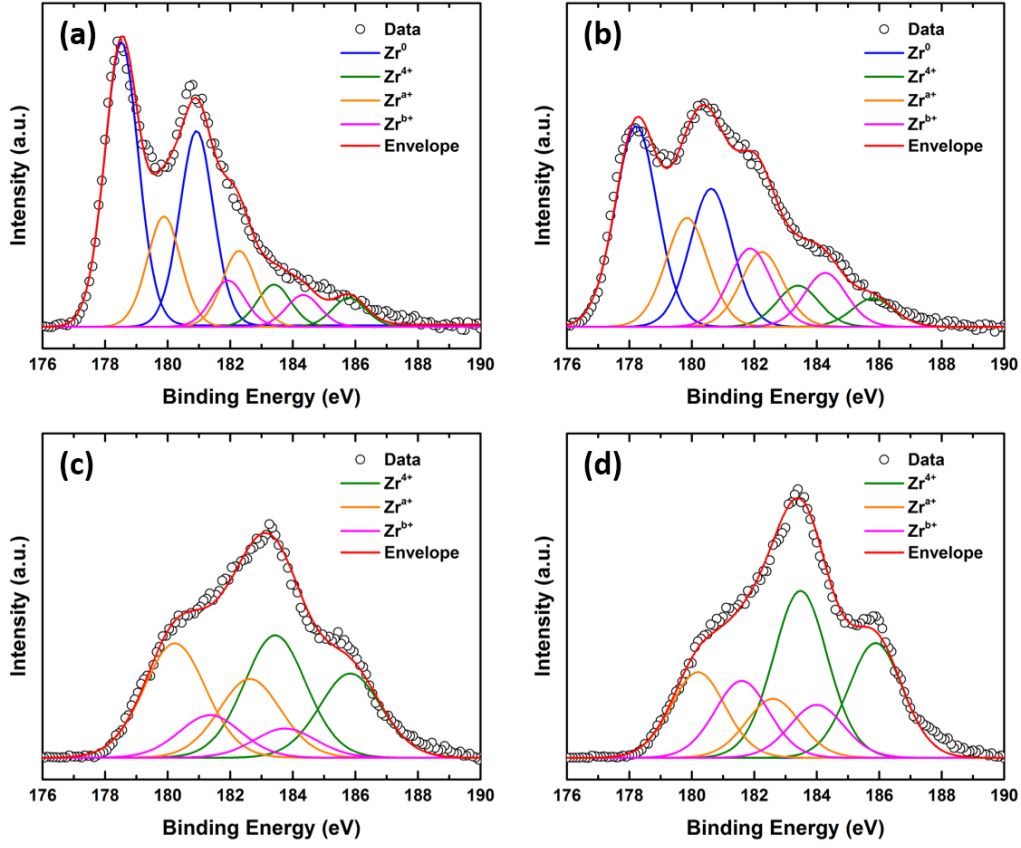 (a)
Data
Zr⁰
Zr⁴⁺
Zrᵃ⁺
Zrᵇ⁺
Envelope
Intensity (a.u.)
176 178 180 182 184 186 188 190
Binding Energy (eV)
(b)
Data
Zr⁰
Zr⁴⁺
Zrᵃ⁺
Zrᵇ⁺
Envelope
Intensity (a.u.)
176 178 180 182 184 186 188 190
Binding Energy (eV)
(c)
Data
Zr⁴⁺
Zrᵃ⁺
Zrᵇ⁺
Envelope
Intensity (a.u.)
176 178 180 182 184 186 188 190
Binding Energy (eV)
(d)
Data
Zr⁴⁺
Zrᵃ⁺
Zrᵇ⁺
Envelope
Intensity (a.u.)
176 178 180 182 184 186 188 190
Binding Energy (eV)